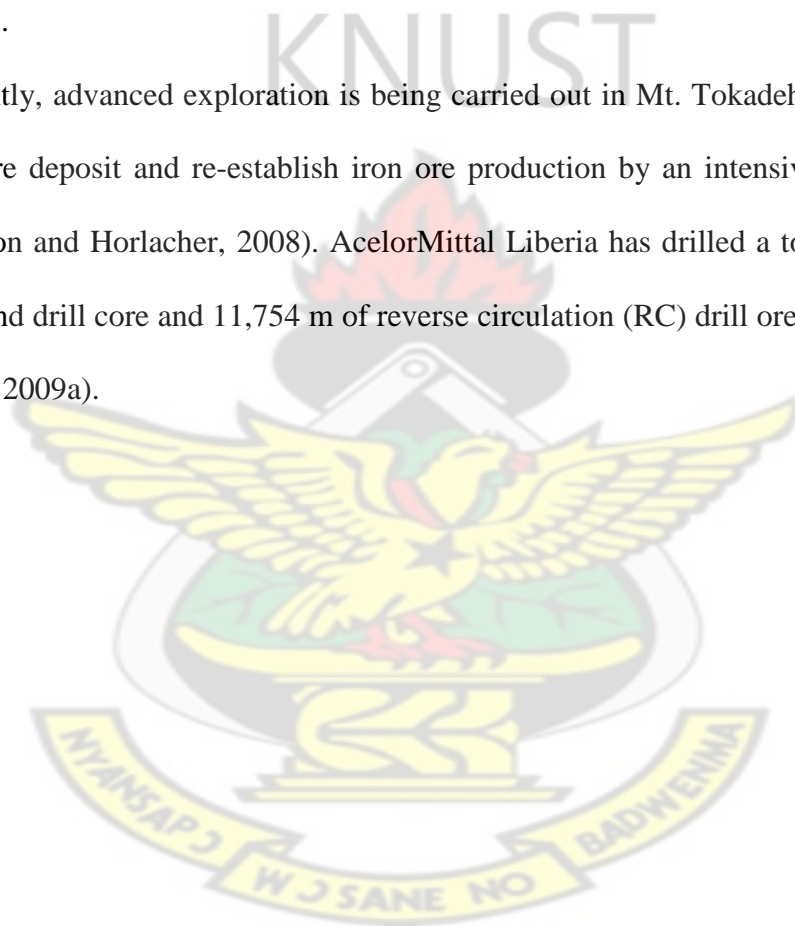 KNUST
.
tly, advanced exploration is being carried out in Mt. Tokadeh
re deposit and re-establish iron ore production by an intensiv
on and Horlacher, 2008). AcelorMittal Liberia has drilled a to
nd drill core and 11,754 m of reverse circulation (RC) drill ore
2009a).
NYANSAPƆ
WƆ SANE NO
BADWENMA